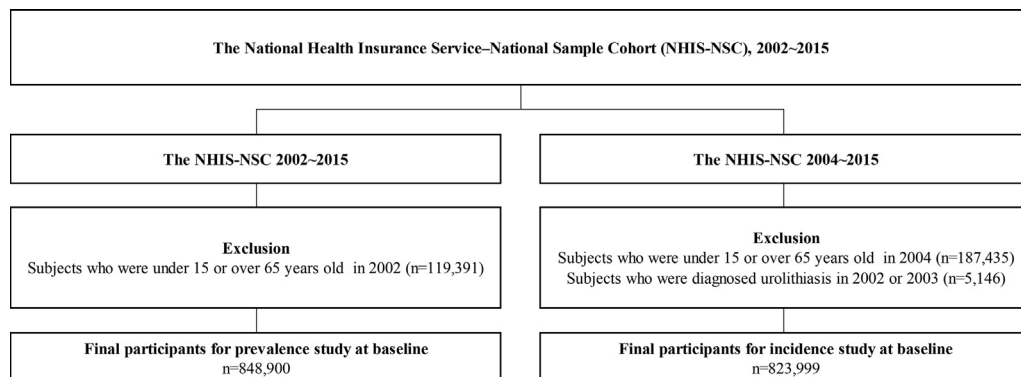 The National Health Insurance Service–National Sample Cohort (NHIS-NSC), 2002~2015
The NHIS-NSC 2002~2015
The NHIS-NSC 2004~2015
Exclusion
Subjects who were under 15 or over 65 years old in 2002 (n=119,391)
Exclusion
Subjects who were under 15 or over 65 years old in 2004 (n=187,435)
Subjects who were diagnosed urolithiasis in 2002 or 2003 (n=5,146)
Final participants for prevalence study at baseline
n=848,900
Final participants for incidence study at baseline
n=823,999